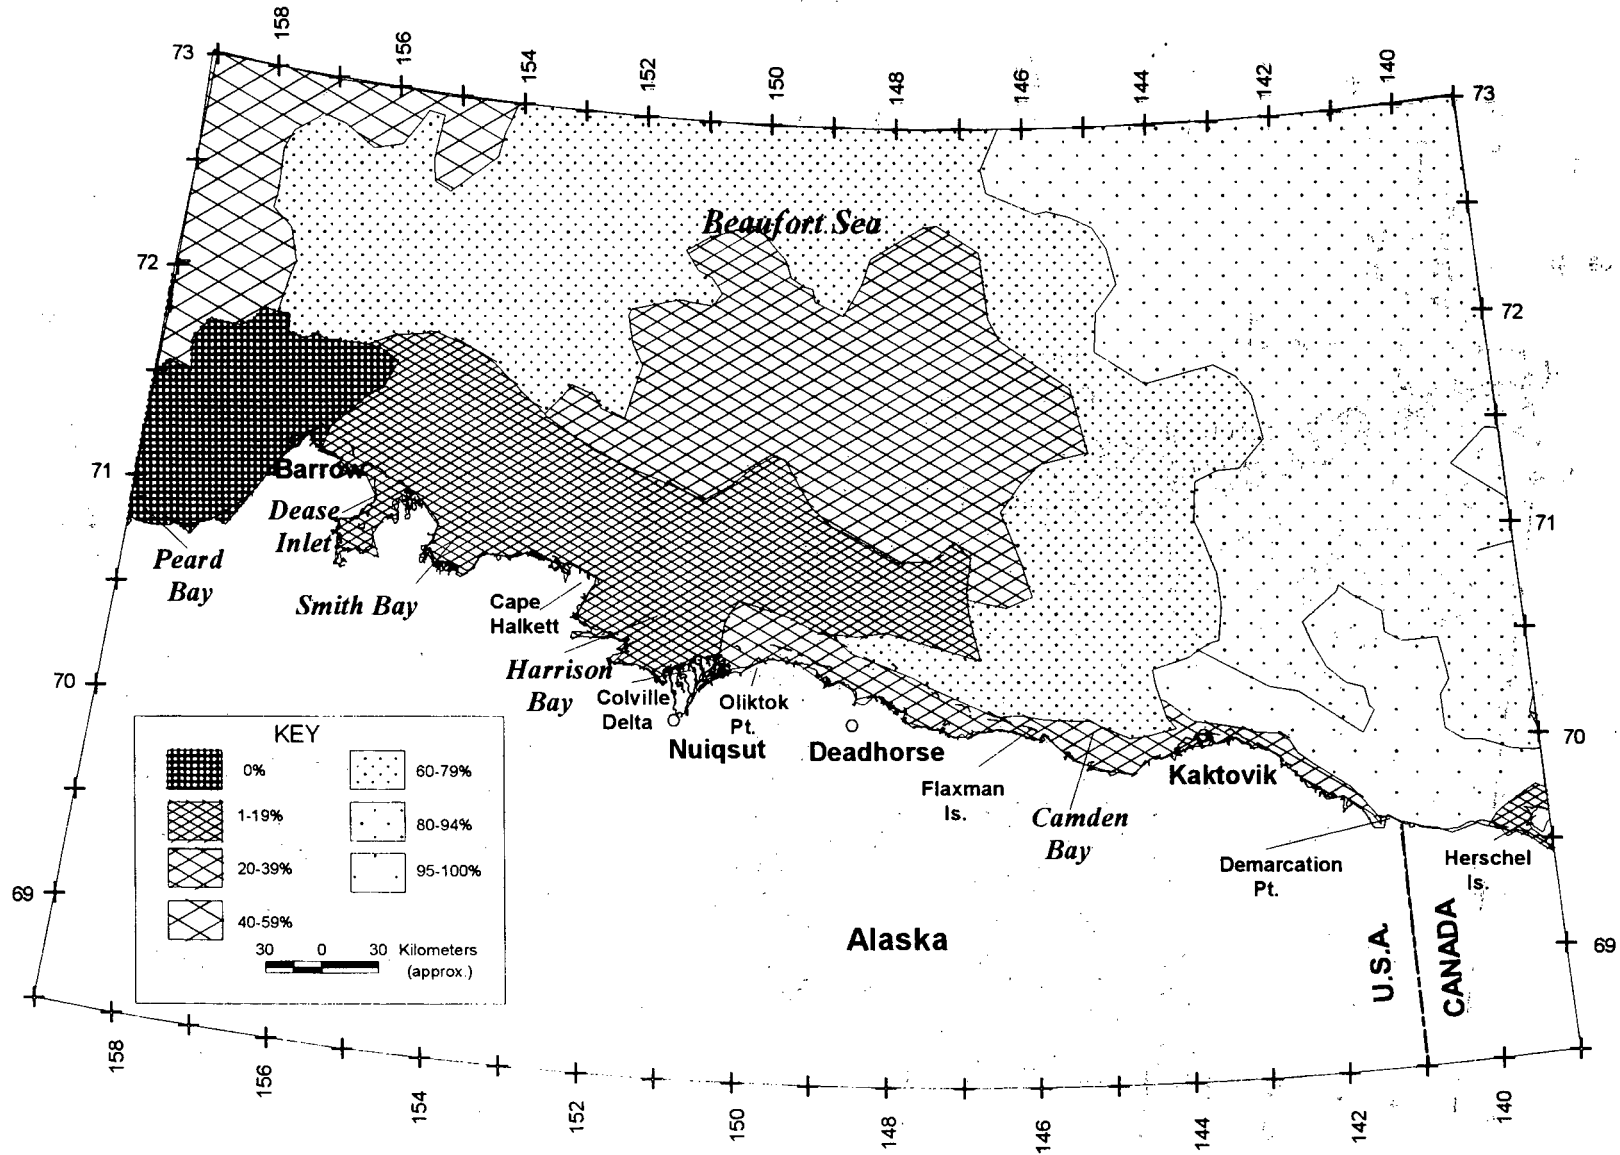 158
156
154
152
150
148
146
144
142
140
73
73
Beaufort Sea
72
72
71
71
Barrow
Dease
Inlet
Peard
Bay
Smith Bay
Cape
Halkett
Harrison
Bay
Colville
Delta
Oliktok
Pt.
Nuiqsut
Deadhorse
Kaktovik
Flaxman
Is.
Camden
Bay
Demarcation
Pt.
Herschel
Is.
70
70
KEY
0%
1-19%
20-39%
40-59%
60-79%
80-94%
95-100%
30 0 30 Kilometers
(approx.)
Alaska
U.S.A.
CANADA
69
69
158
156
154
152
150
148
146
144
142
140